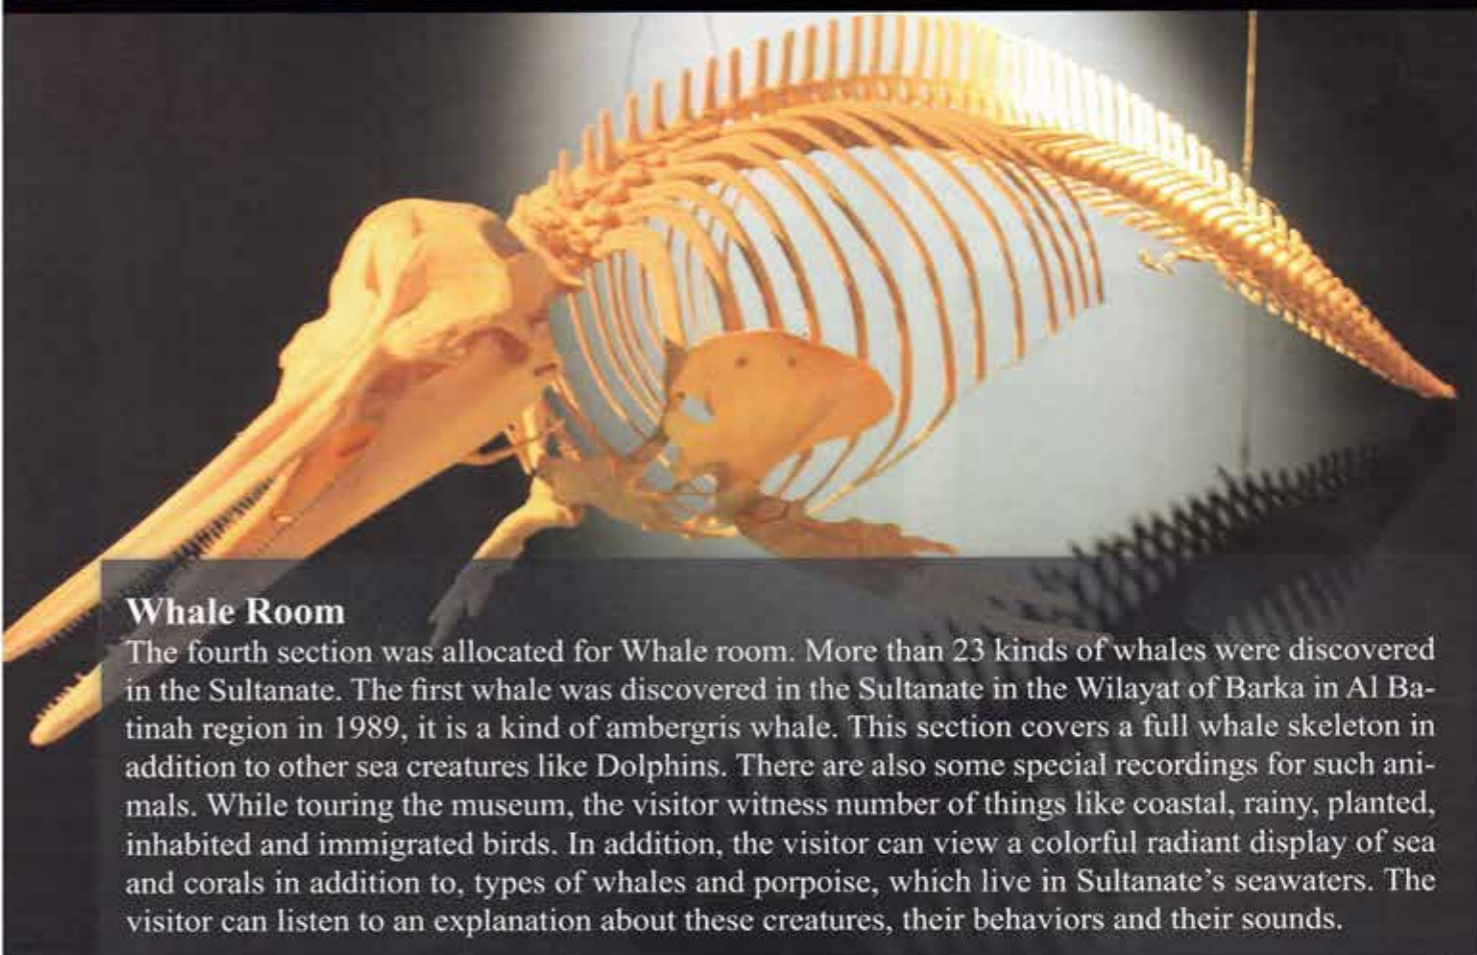 Whale Room
The fourth section was allocated for Whale room. More than 23 kinds of whales were discovered
in the Sultanate. The first whale was discovered in the Sultanate in the Wilayat of Barka in Al Ba-
tinah region in 1989, it is a kind of ambergris whale. This section covers a full whale skeleton in
addition to other sea creatures like Dolphins. There are also some special recordings for such ani-
mals. While touring the museum, the visitor witness number of things like coastal, rainy, planted,
inhabited and immigrated birds. In addition, the visitor can view a colorful radiant display of sea
and corals in addition to, types of whales and porpoise, which live in Sultanate's seawaters. The
visitor can listen to an explanation about these creatures, their behaviors and their sounds.